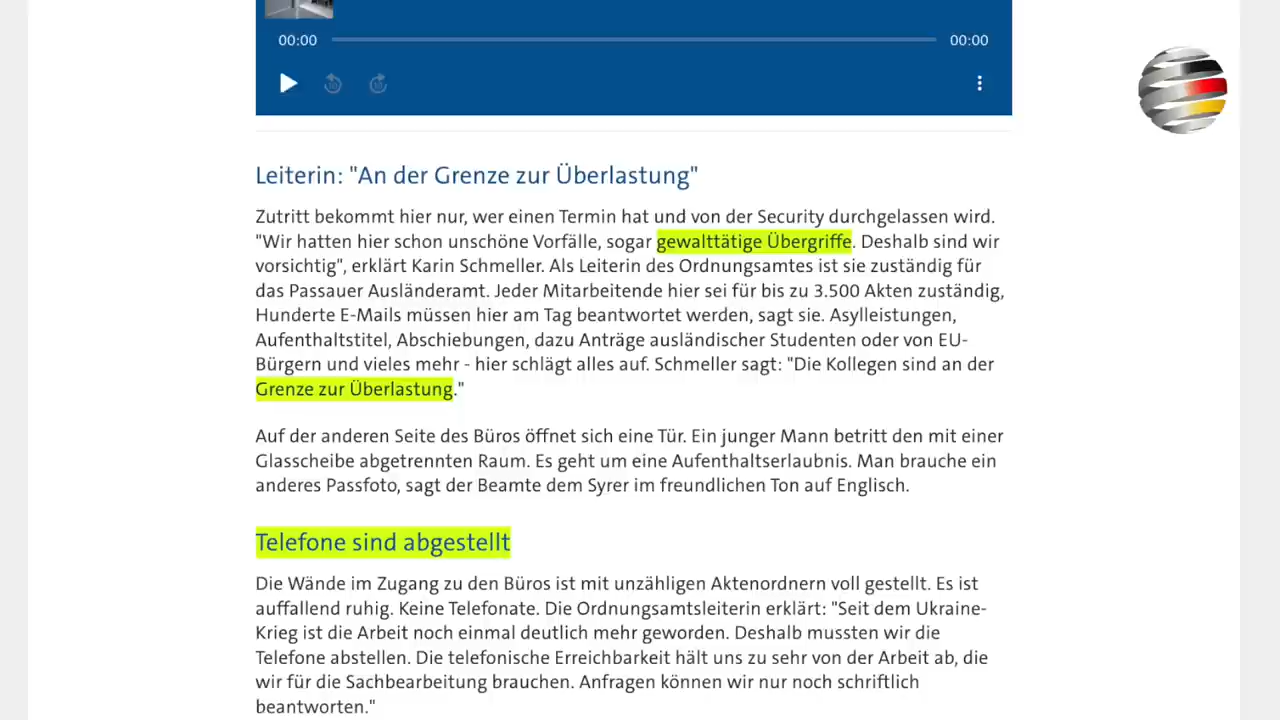 00:00
00:00
Leiterin: "An der Grenze zur Überlastung"
Zutritt bekommt hier nur, wer einen Termin hat und von der Security durchgelassen wird.
"Wir hatten hier schon unschöne Vorfälle, sogar gewalttätige Übergriffe. Deshalb sind wir
vorsichtig", erklärt Karin Schmeller. Als Leiterin des Ordnungsamtes ist sie zuständig für
das Passauer Ausländeramt. Jeder Mitarbeitende hier sei für bis zu 3.500 Akten zuständig,
Hunderte E-Mails müssen hier am Tag beantwortet werden, sagt sie. Asylleistungen,
Aufenthaltstitel, Abschiebungen, dazu Anträge ausländischer Studenten oder von EU-
Bürgern und vieles mehr - hier schlägt alles auf. Schmeller sagt: "Die Kollegen sind an der
Grenze zur Überlastung."
Auf der anderen Seite des Büros öffnet sich eine Tür. Ein junger Mann betritt den mit einer
Glasscheibe abgetrennten Raum. Es geht um eine Aufenthaltserlaubnis. Man brauche ein
anderes Passfoto, sagt der Beamte dem Syrer im freundlichen Ton auf Englisch.
Telefone sind abgestellt
Die Wände im Zugang zu den Büros ist mit unzähligen Aktenordnern voll gestellt. Es ist
auffallend ruhig. Keine Telefonate. Die Ordnungsamtsleiterin erklärt: "Seit dem Ukraine-
Krieg ist die Arbeit noch einmal deutlich mehr geworden. Deshalb mussten wir die
Telefone abstellen. Die telefonische Erreichbarkeit hält uns zu sehr von der Arbeit ab, die
wir für die Sachbearbeitung brauchen. Anfragen können wir nur noch schriftlich
beantworten."